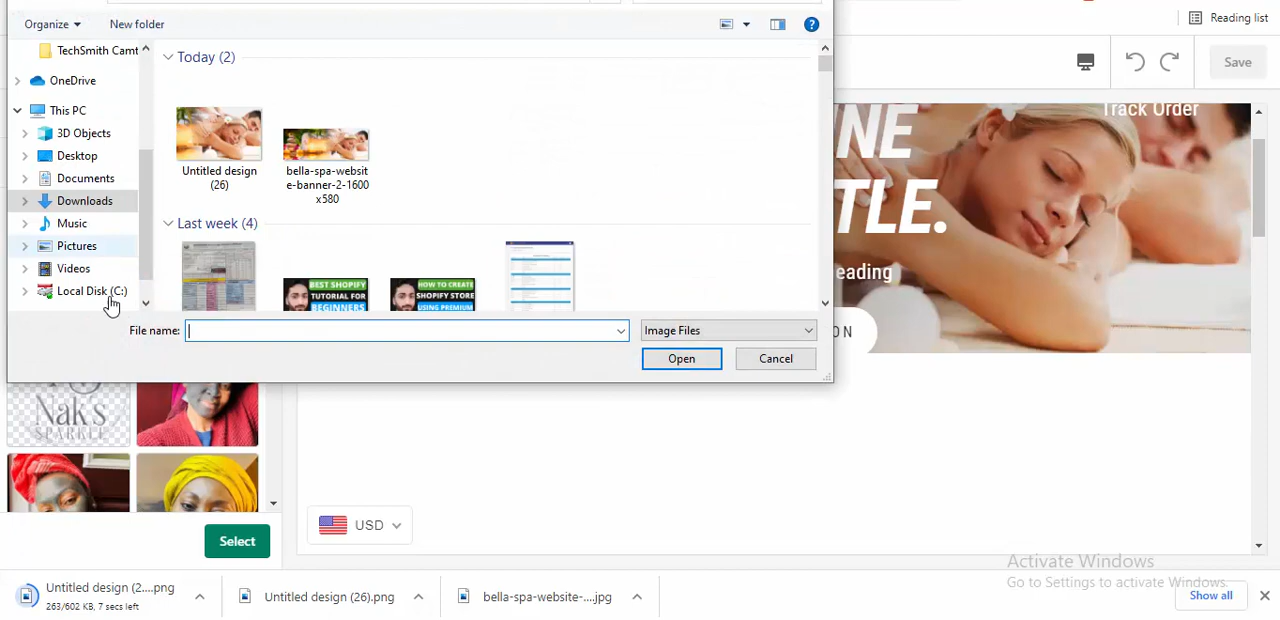 Organize
New folder
Reading list
TechSmith Camt
OneDrive
This PC
3D Objects
Desktop
Documents
Downloads
Music
Pictures
Videos
Local Disk (C:)
Today (2)
Untitled design
(26)
bella-spa-websit
e-banner-2-1600
x580
Last week (4)
BEST SHOPIFY
TUTORIAL FOR
BEGINNERS
HOW TO CREATE
SHOPIFY STORE
USING PREMIUM
File name:
Image Files
Open
Cancel
Save
Track Order
NE
TLE.
eading
O N
Nak's
SPARKLE
Select
USD
Activate Windows
Go to Settings to activate Windows.
Untitled design (2....png
263/602 KB, 7 secs left
Untitled design (26).png
bella-spa-website-....jpg
Show all